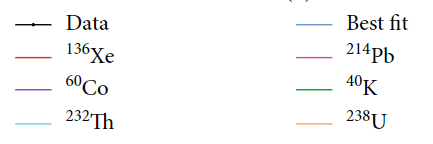 Data Best fit
¹³⁶Xe ²¹⁴Pb
⁶⁰Co ⁴⁰K
²³²Th ²³⁸U